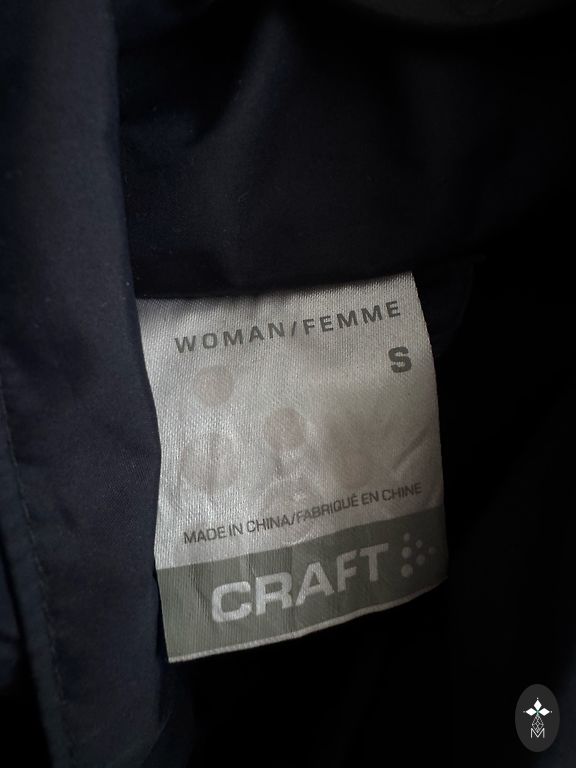 WOMAN/FEMME
S
MADE IN CHINA/FABRIQUÉ EN CHINE
CRAFT
M